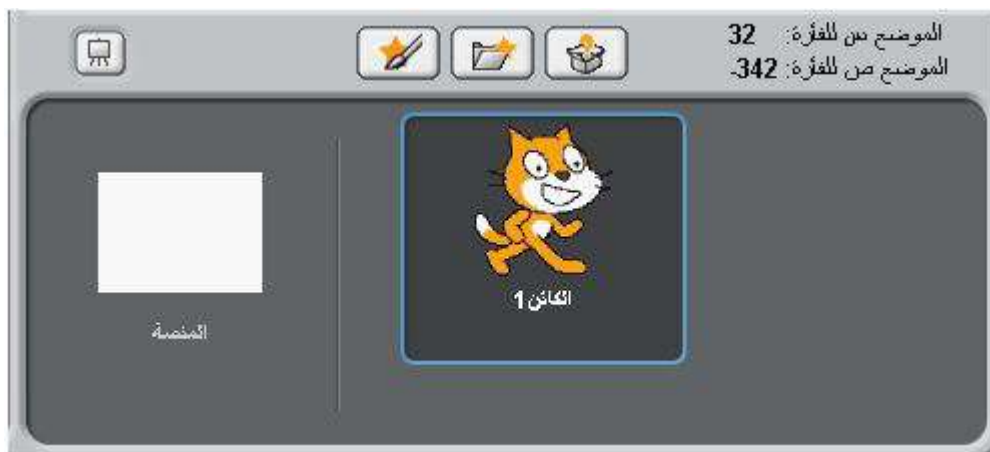 الموضع س للفأرة: 32
الموضع ص للفأرة: 342-
الكائن1
المنصة